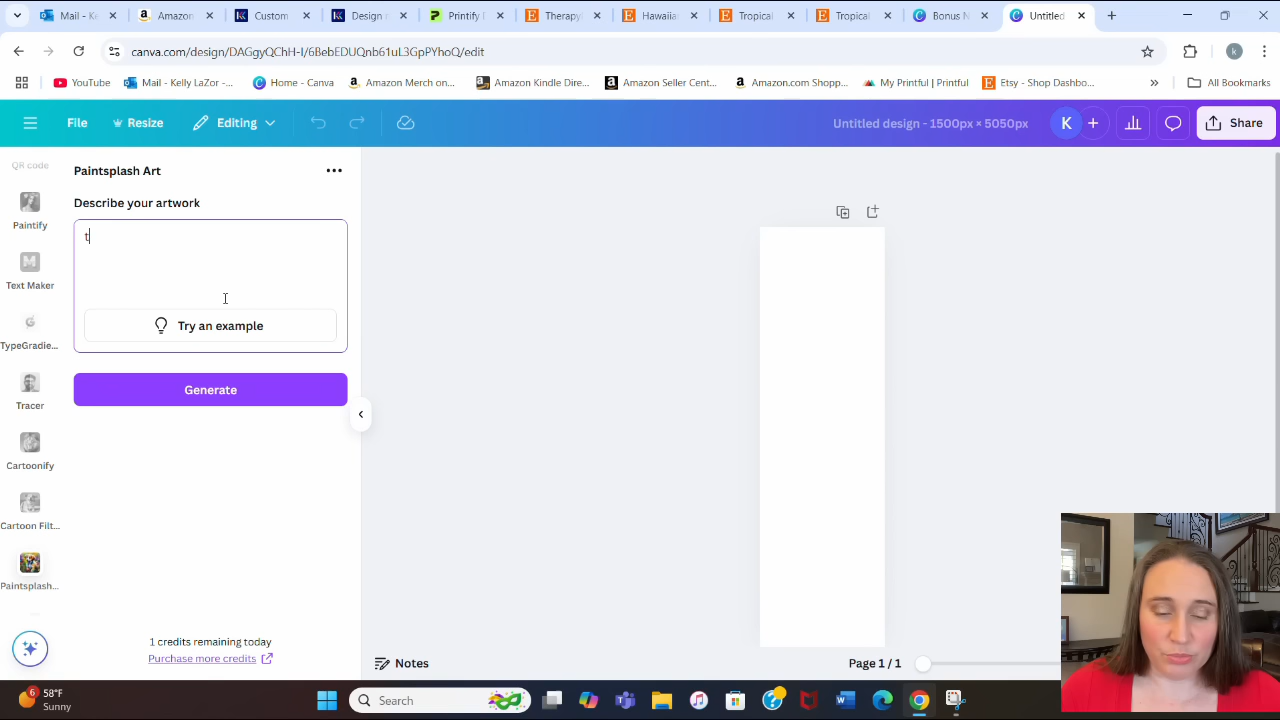 Mail - Ke
Amazon
Custom
Design r
Printify I
Therapy
Hawaiian
Tropical
Tropical
Bonus N
Untitled
canva.com/design/DAGgyQChH-I/6BebEDUQnb61uL3GpPYhoQ/edit
YouTube
Mail - Kelly LaZor -...
Home - Canva
Amazon Merch on...
Amazon Kindle Dire...
Amazon Seller Cent...
Amazon.com Shopp...
My Printful | Printful
Etsy - Shop Dashbo...
All Bookmarks
File
Resize
Editing
Untitled design - 1500px × 5050px
K
Share
QR code
Paintify
Text Maker
TypeGradie...
Tracer
Cartoonify
Cartoon Filt...
Paintsplash...
Paintsplash Art
Describe your artwork
t
Try an example
Generate
1 credits remaining today
Purchase more credits
Notes
Page 1 / 1
6
58°F
Sunny
Search